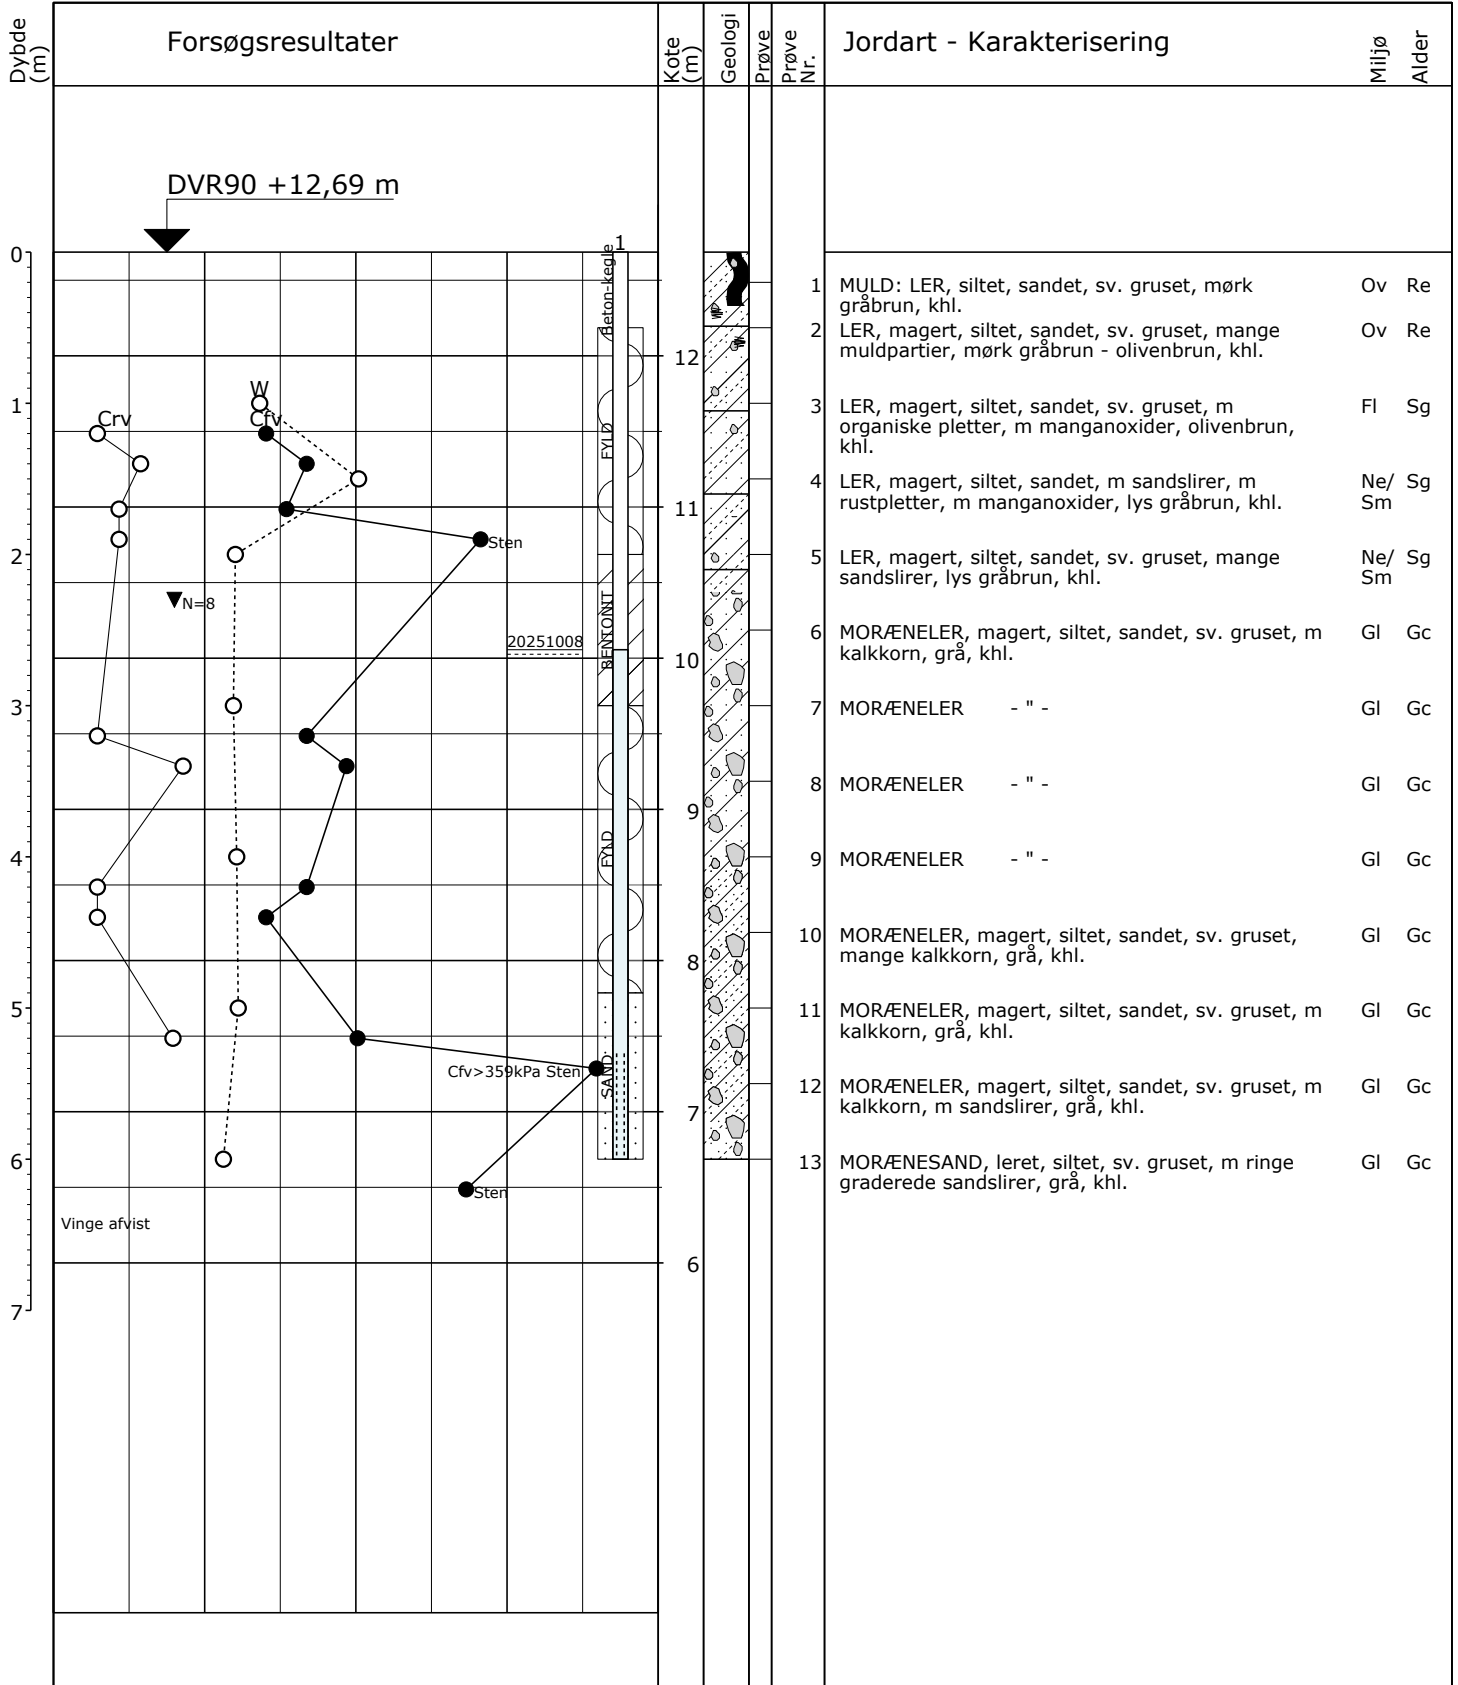 Dybde
(m)
Forsøgsresultater
Kote
(m)
Geologi
Prøve
Prøve
Nr.
Jordart - Karakterisering
Miljø
Alder
DVR90 +12,69 m
0
1
2
3
4
5
6
7
12
11
10
9
8
7
6
1
Beton-kegle
FYLD
BENTONIT
FYLD
SAND
W
Crv
Cfv
Sten
N=8
20251008
Cfv>359kPa Sten
Sten
Vinge afvist
1 MULD: LER, siltet, sandet, sv. gruset, mørk Ov Re
gråbrun, khl.
2 LER, magert, siltet, sandet, sv. gruset, mange Ov Re
muldpartier, mørk gråbrun - olivenbrun, khl.
3 LER, magert, siltet, sandet, sv. gruset, m Fl Sg
organiske pletter, m manganoxider, olivenbrun,
khl.
4 LER, magert, siltet, sandet, m sandslirer, m Ne/ Sg
rustpletter, m manganoxider, lys gråbrun, khl. Sm
5 LER, magert, siltet, sandet, sv. gruset, mange Ne/ Sg
sandslirer, lys gråbrun, khl. Sm
6 MORÆNELER, magert, siltet, sandet, sv. gruset, m Gl Gc
kalkkorn, grå, khl.
7 MORÆNELER - " - Gl Gc
8 MORÆNELER - " - Gl Gc
9 MORÆNELER - " - Gl Gc
10 MORÆNELER, magert, siltet, sandet, sv. gruset, Gl Gc
mange kalkkorn, grå, khl.
11 MORÆNELER, magert, siltet, sandet, sv. gruset, m Gl Gc
kalkkorn, grå, khl.
12 MORÆNELER, magert, siltet, sandet, sv. gruset, m Gl Gc
kalkkorn, m sandslirer, grå, khl.
13 MORÆNESAND, leret, siltet, sv. gruset, m ringe Gl Gc
graderede sandslirer, grå, khl.